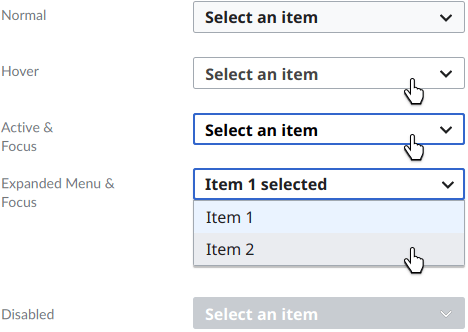 Normal
Select an item
Hover
Select an item
Active &
Focus
Select an item
Expanded Menu &
Focus
Item 1 selected
Item 1
Item 2
Disabled
Select an item